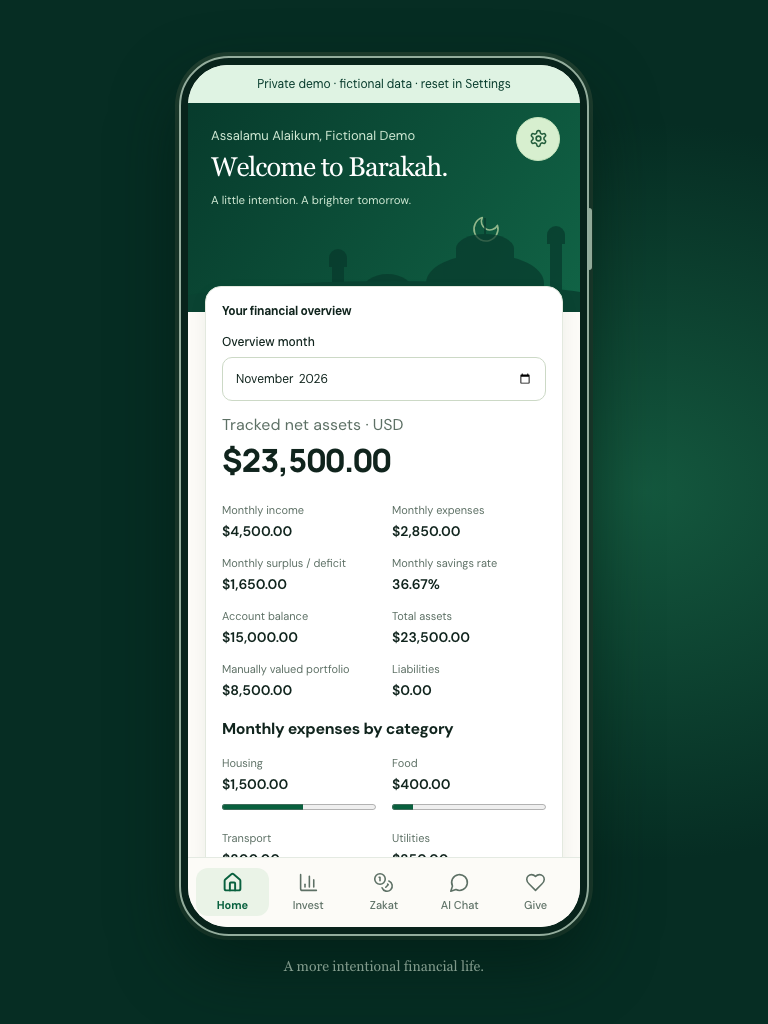 Private demo · fictional data · reset in Settings
Assalamu Alaikum, Fictional Demo
Welcome to Barakah.
A little intention. A brighter tomorrow.
Your financial overview
Overview month
November 2026
Tracked net assets · USD
$23,500.00
Monthly income
Monthly expenses
$4,500.00
$2,850.00
Monthly surplus / deficit
Monthly savings rate
$1,650.00
36.67%
Account balance
Total assets
$15,000.00
$23,500.00
Manually valued portfolio
Liabilities
$8,500.00
$0.00
Monthly expenses by category
Housing
Food
$1,500.00
$400.00
Transport
Utilities
Home
Invest
Zakat
AI Chat
Give
A more intentional financial life.